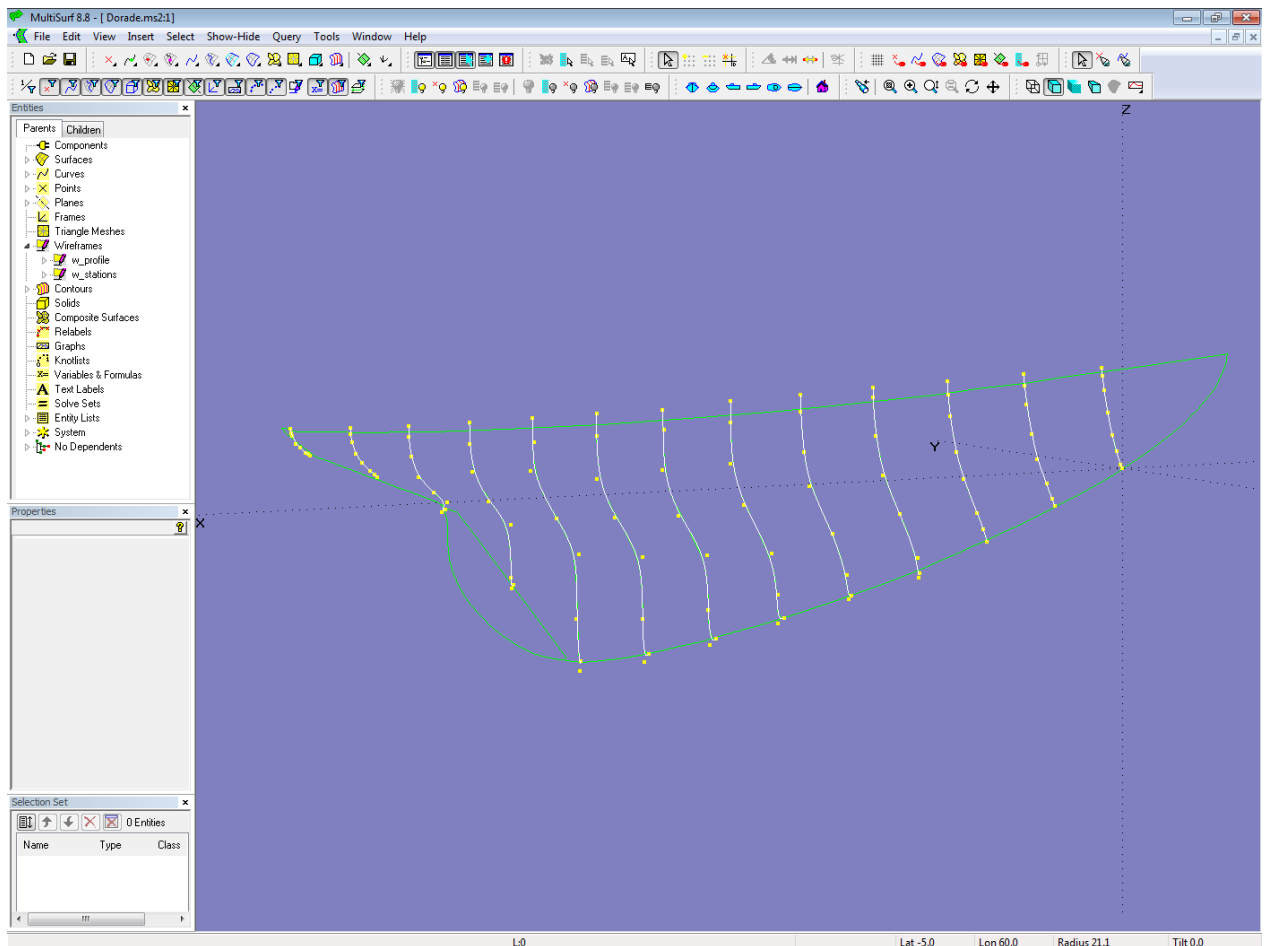 MultiSurf 8.8 - [ Dorade.ms2:1]
File Edit View Insert Select Show-Hide Query Tools Window Help
Entities
Parents Children
Components
Surfaces
Curves
Points
Planes
Frames
Triangle Meshes
Wireframes
w_profile
w_stations
Contours
Solids
Composite Surfaces
Relabels
Graphs
Knotlists
Variables & Formulas
Text Labels
Solve Sets
Entity Lists
System
No Dependents
Properties
Selection Set
0 Entities
Name Type Class
Z
Y
X
L:0 Lat -5.0 Lon 60.0 Radius 21.1 Tilt 0.0